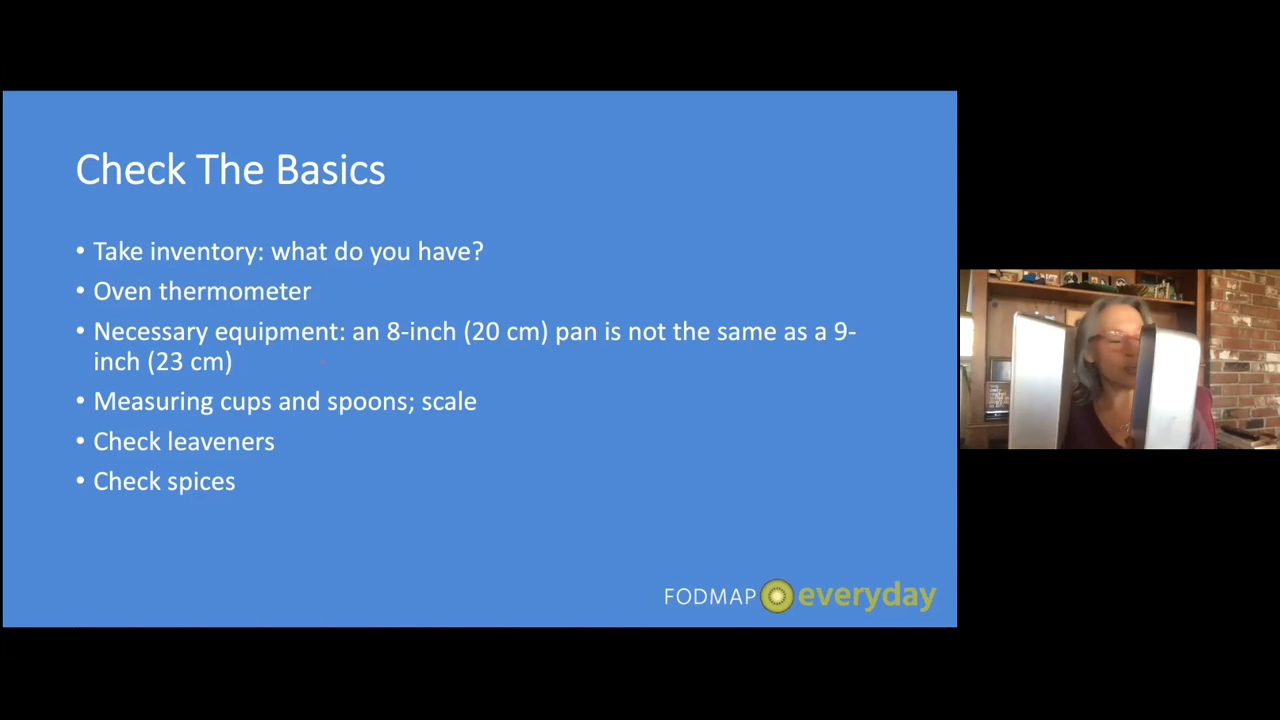 Check The Basics
• Take inventory: what do you have?
• Oven thermometer
• Necessary equipment: an 8-inch (20 cm) pan is not the same as a 9-
inch (23 cm)
• Measuring cups and spoons; scale
• Check leaveners
• Check spices
FODMAP everyday